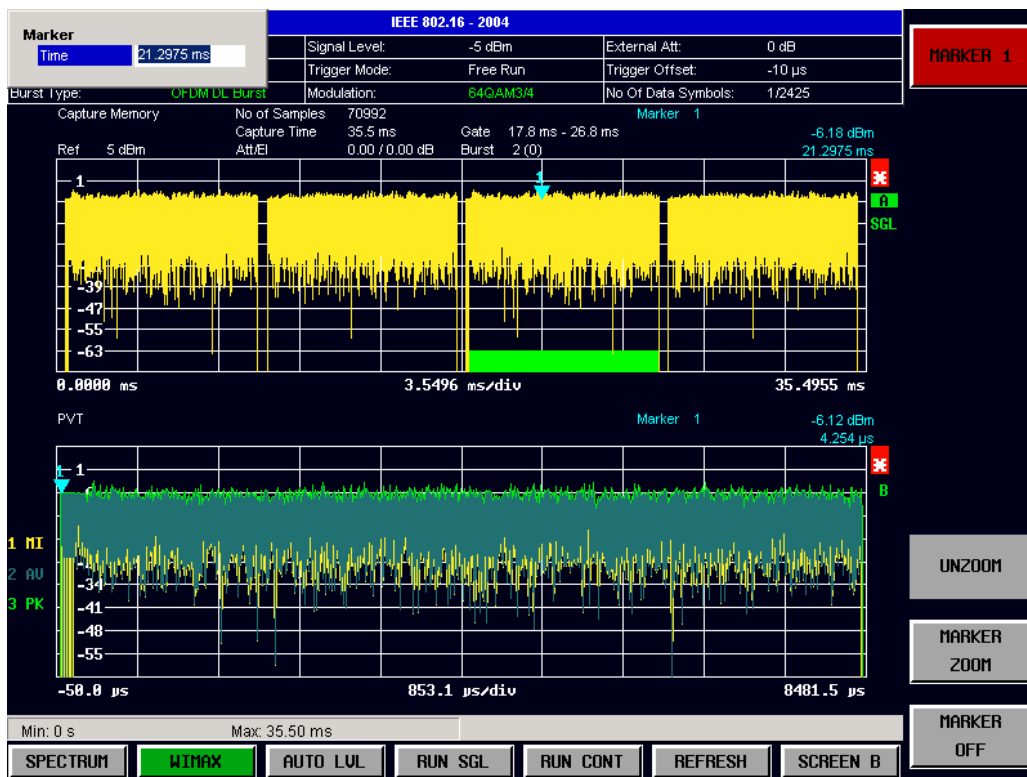 IEEE 802.16 - 2004
Marker
Time 21.2975 ms
Signal Level: -5 dBm External Att: 0 dB
Trigger Mode: Free Run Trigger Offset: -10 µs
Burst Type: OFDM DL Burst Modulation: 64QAM3/4 No Of Data Symbols: 1/2425
MARKER 1
Capture Memory No of Samples 70992 Marker 1
Capture Time 35.5 ms Gate 17.8 ms - 26.8 ms -6.18 dBm
Ref 5 dBm Att/El 0.00 / 0.00 dB Burst 2 (0) 21.2975 ms
1
1
A
SGL
-39
-47
-55
-63
0.0000 ms 3.5496 ms/div 35.4955 ms
PVT Marker 1 -6.12 dBm
4.254 µs
1
1
B
1 MI
2 AV
3 PK
-34
-41
-48
-55
-50.0 µs 853.1 µs/div 8481.5 µs
UNZOOM
MARKER
ZOOM
MARKER
OFF
Min: 0 s Max: 35.50 ms
SPECTRUM WIMAX AUTO LVL RUN SGL RUN CONT REFRESH SCREEN B